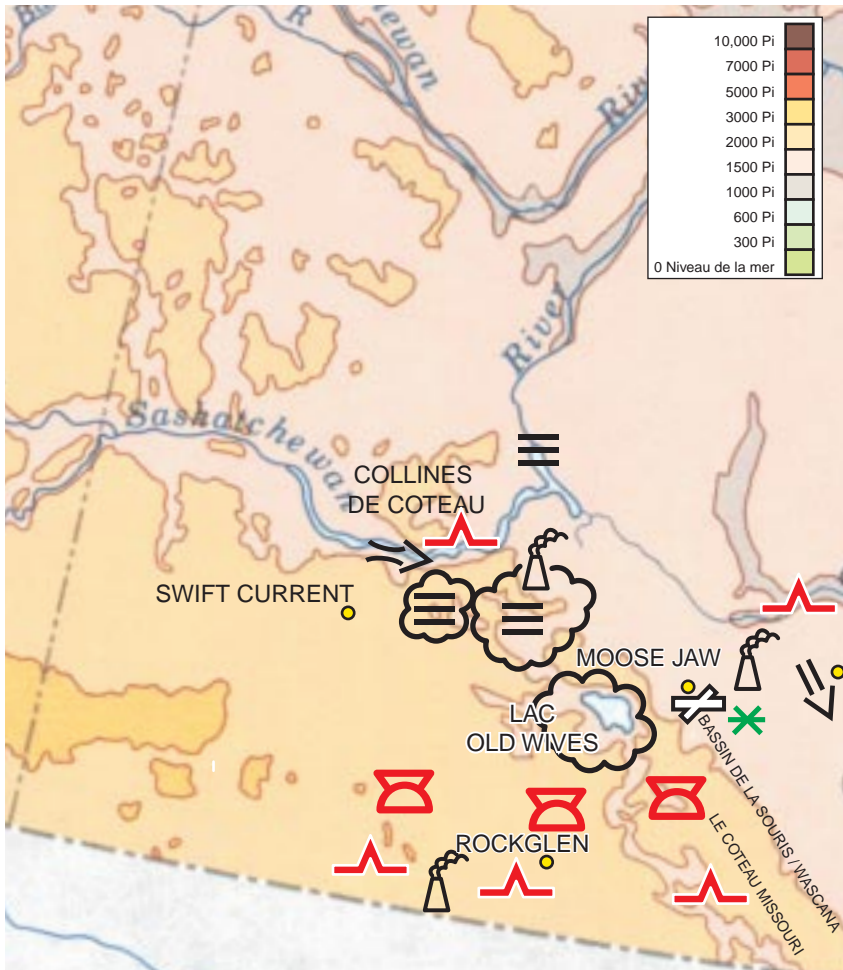 R
chewan
Rive
10,000 Pi
7000 Pi
5000 Pi
3000 Pi
2000 Pi
1500 Pi
1000 Pi
600 Pi
300 Pi
0 Niveau de la mer
River
Saskatchewan
COLLINES
DE COTEAU
SWIFT CURRENT
MOOSE JAW
LAC
OLD WIVES
BASSIN DE LA SOURIS / WASCANA
LE COTEAU MISSOURI
ROCKGLEN